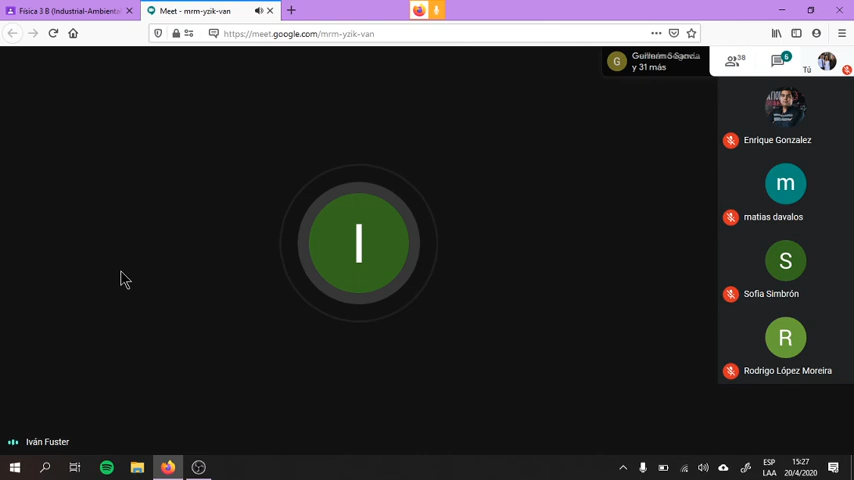 Física 3 B (Industrial-Ambiental
Meet - mrm-yzik-van
https://meet.google.com/mrm-yzik-van
G
y 31 más
38
5
Tú
Enrique Gonzalez
m
matias davalos
S
Sofia Simbrón
R
Rodrigo López Moreira
I
Iván Fuster
ESP
LAA
15:27
20/4/2020